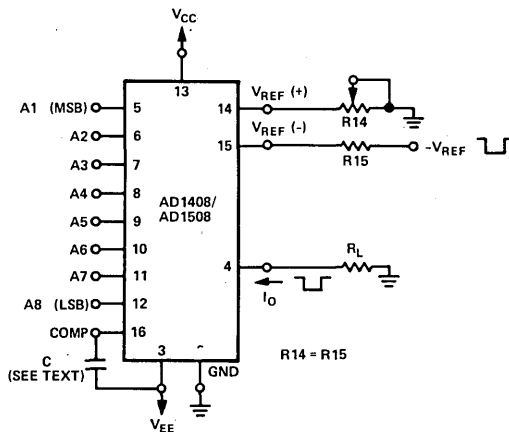 VCC
13
A1 (MSB) 5
14 VREF (+)
R14
A2 6
15 VREF (–)
R15
–VREF
A3 7
A4 8
AD1408/
AD1508
A5 9
A6 10
A7 11
4
RL
IO
A8 (LSB) 12
COMP 16
C
(SEE TEXT)
3
GND
R14 = R15
VEE